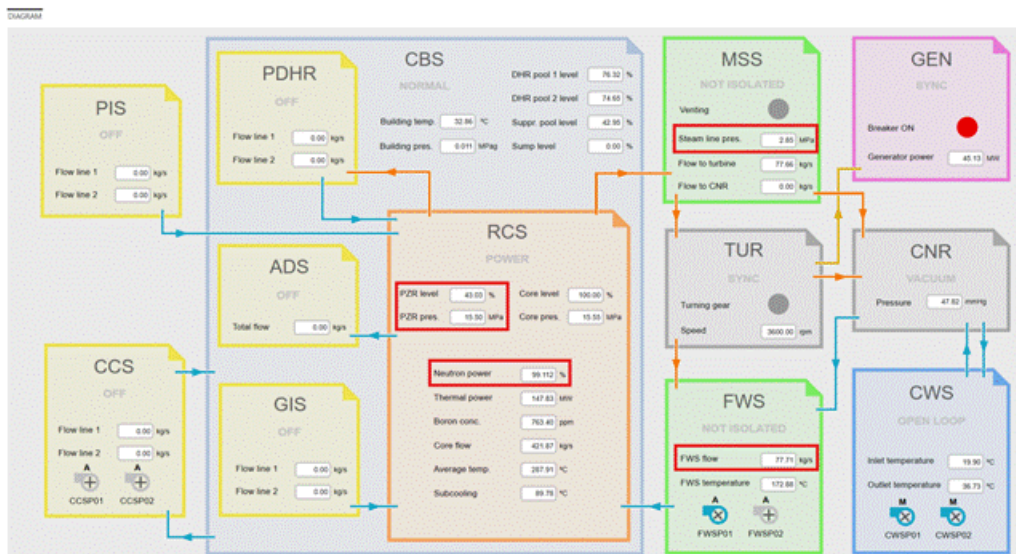 DIAGRAM
PIS
OFF
Flow line 1 0.00 kg/s
Flow line 2 0.00 kg/s
PDHR
OFF
Flow line 1 0.00 kg/s
Flow line 2 0.00 kg/s
CBS
NORMAL
Building temp. 32.86 °C
Building pres. 0.011 MPag
DHR pool 1 level 76.32 %
DHR pool 2 level 74.65 %
Suppr. pool level 42.95 %
Sump level 0.00 %
MSS
NOT ISOLATED
Venting
Steam line pres. 2.85 MPa
Flow to turbine 77.66 kg/s
Flow to CNR 0.00 kg/s
GEN
SYNC
Breaker ON
Generator power 45.13 MW
ADS
OFF
Total flow 0.00 kg/s
RCS
POWER
PZR level 43.03 %
PZR pres. 15.50 MPa
Core level 100.00 %
Core pres. 15.55 MPa
Neutron power 99.112 %
Thermal power 147.83 MW
Boron conc. 763.40 ppm
Core flow 421.87 kg/s
Average temp. 287.91 °C
Subcooling 89.78 °C
TUR
SYNC
Turning gear
Speed 3600.00 rpm
CNR
VACUUM
Pressure 47.82 mmHg
CCS
OFF
Flow line 1 0.00 kg/s
Flow line 2 0.00 kg/s
A A
CCSP01 CCSP02
GIS
OFF
Flow line 1 0.00 kg/s
Flow line 2 0.00 kg/s
FWS
NOT ISOLATED
FWS flow 77.71 kg/s
FWS temperature 172.88 °C
A A
FWSP01 FWSP02
CWS
OPEN LOOP
Inlet temperature 19.90 °C
Outlet temperature 36.73 °C
M M
CWSP01 CWSP02